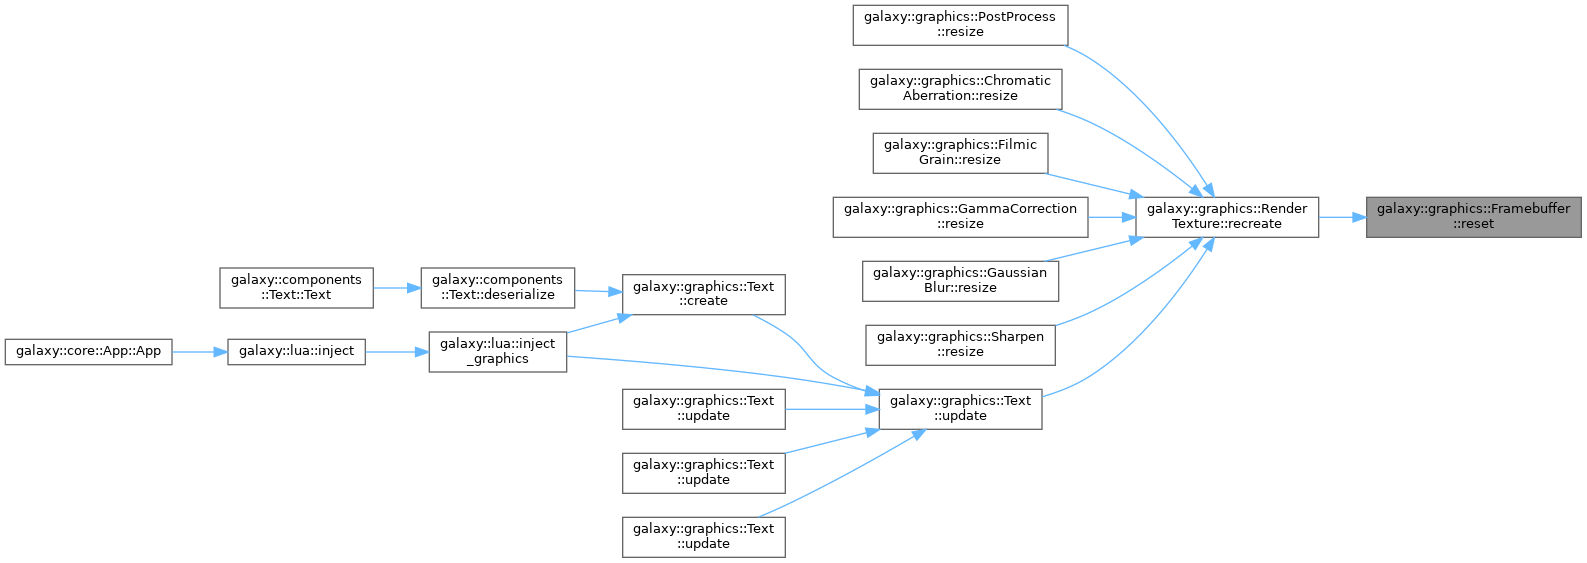 galaxy::graphics::PostProcess
::resize
galaxy::graphics::Chromatic
Aberration::resize
galaxy::graphics::Filmic
Grain::resize
galaxy::graphics::GammaCorrection
::resize
galaxy::graphics::Render
Texture::recreate
galaxy::graphics::Framebuffer
::reset
galaxy::graphics::Gaussian
Blur::resize
galaxy::components
::Text::Text
galaxy::components
::Text::deserialize
galaxy::graphics::Text
::create
galaxy::graphics::Sharpen
::resize
galaxy::core::App::App
galaxy::lua::inject
galaxy::lua::inject
_graphics
galaxy::graphics::Text
::update
galaxy::graphics::Text
::update
galaxy::graphics::Text
::update
galaxy::graphics::Text
::update